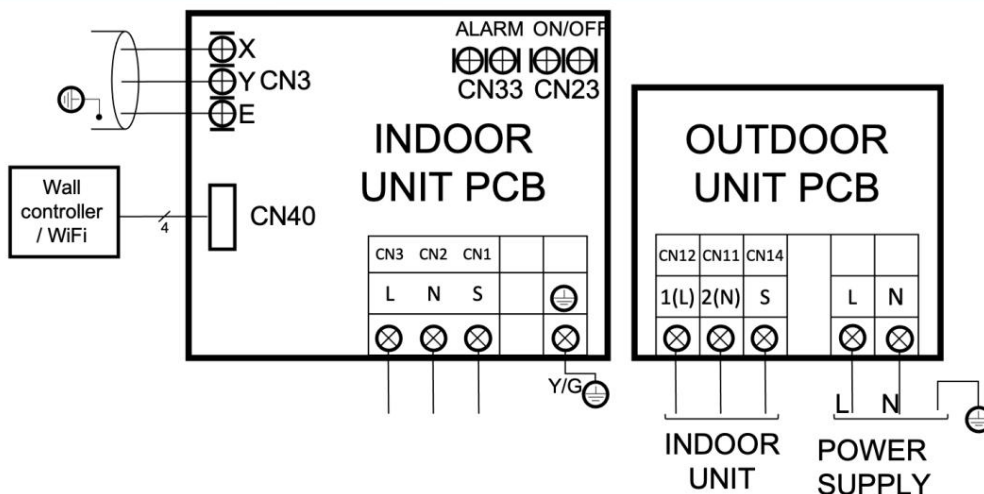 ALARM ON/OFF
X
Y CN3
E
CN33 CN23
INDOOR
UNIT PCB
Wall
controller
/ WiFi
4
CN40
CN3 CN2 CN1
L N S
Y/G
OUTDOOR
UNIT PCB
CN12 CN11 CN14
1(L) 2(N) S L N
L N
INDOOR
UNIT
POWER
SUPPLY